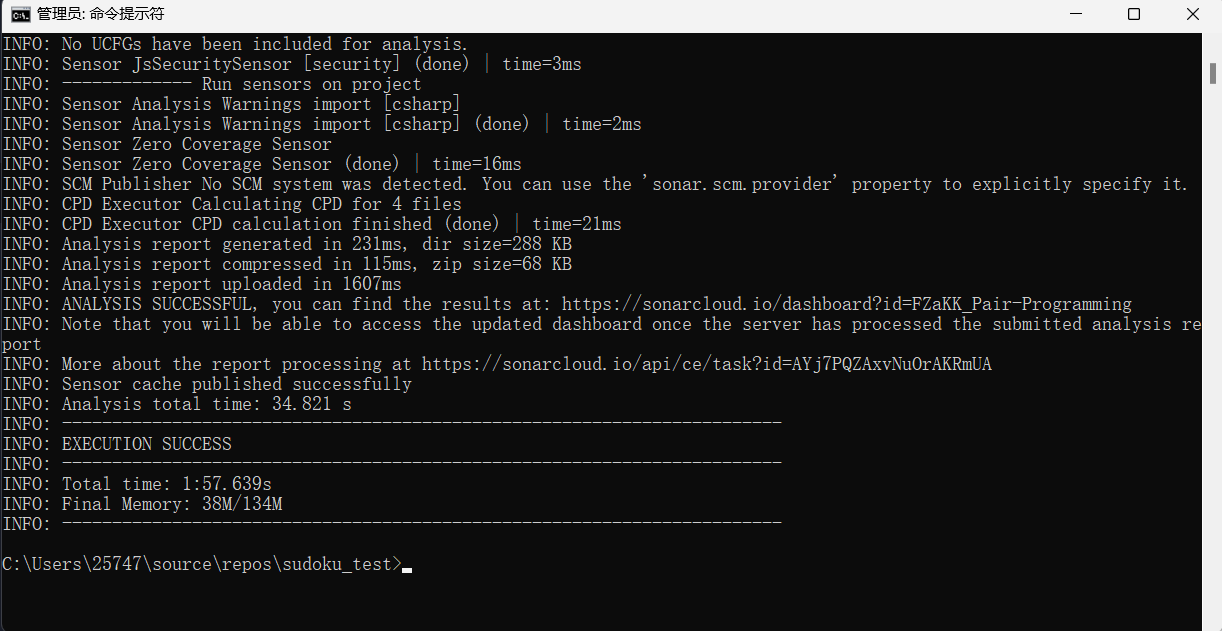 管理员: 命令提示符
INFO: No UCFGs have been included for analysis.
INFO: Sensor JsSecuritySensor [security] (done) | time=3ms
INFO: ------------- Run sensors on project
INFO: Sensor Analysis Warnings import [csharp]
INFO: Sensor Analysis Warnings import [csharp] (done) | time=2ms
INFO: Sensor Zero Coverage Sensor
INFO: Sensor Zero Coverage Sensor (done) | time=16ms
INFO: SCM Publisher No SCM system was detected. You can use the 'sonar.scm.provider' property to explicitly specify it.
INFO: CPD Executor Calculating CPD for 4 files
INFO: CPD Executor CPD calculation finished (done) | time=21ms
INFO: Analysis report generated in 231ms, dir size=288 KB
INFO: Analysis report compressed in 115ms, zip size=68 KB
INFO: Analysis report uploaded in 1607ms
INFO: ANALYSIS SUCCESSFUL, you can find the results at: https://sonarcloud.io/dashboard?id=FZaKK_Pair-Programming
INFO: Note that you will be able to access the updated dashboard once the server has processed the submitted analysis re
port
INFO: More about the report processing at https://sonarcloud.io/api/ce/task?id=AYj7PQZAxvNuOrAKRmUA
INFO: Sensor cache published successfully
INFO: Analysis total time: 34.821 s
INFO: ------------------------------------------------------------------------
INFO: EXECUTION SUCCESS
INFO: ------------------------------------------------------------------------
INFO: Total time: 1:57.639s
INFO: Final Memory: 38M/134M
INFO: ------------------------------------------------------------------------
C:\Users\25747\source\repos\sudoku_test>